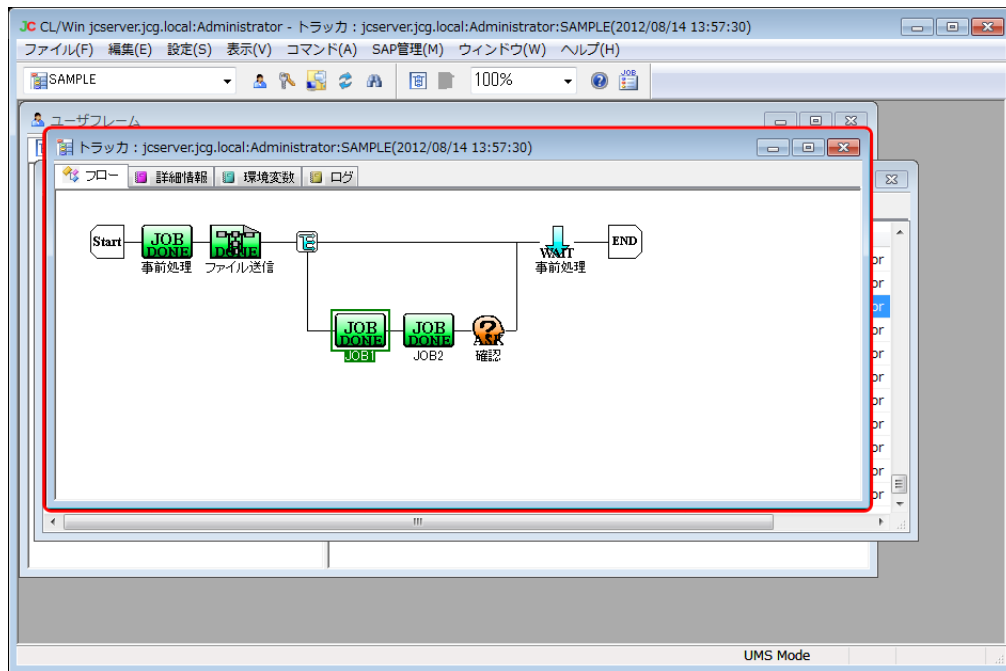 JC CL/Win jcserver.jcg.local:Administrator - トラッカ : jcserver.jcg.local:Administrator:SAMPLE(2012/08/14 13:57:30)
ファイル(F) 編集(E) 設定(S) 表示(V) コマンド(A) SAP管理(M) ウィンドウ(W) ヘルプ(H)
SAMPLE 100% JOB
ユーザフレーム
トラッカ : jcserver.jcg.local:Administrator:SAMPLE(2012/08/14 13:57:30)
フロー 詳細情報 環境変数 ログ
Start JOB DONE DONE WAIT END
事前処理 ファイル送信 事前処理
JOB DONE JOB DONE ? ASK
JOB1 JOB2 確認
or
or
or
or
or
or
or
or
or
or
or
UMS Mode